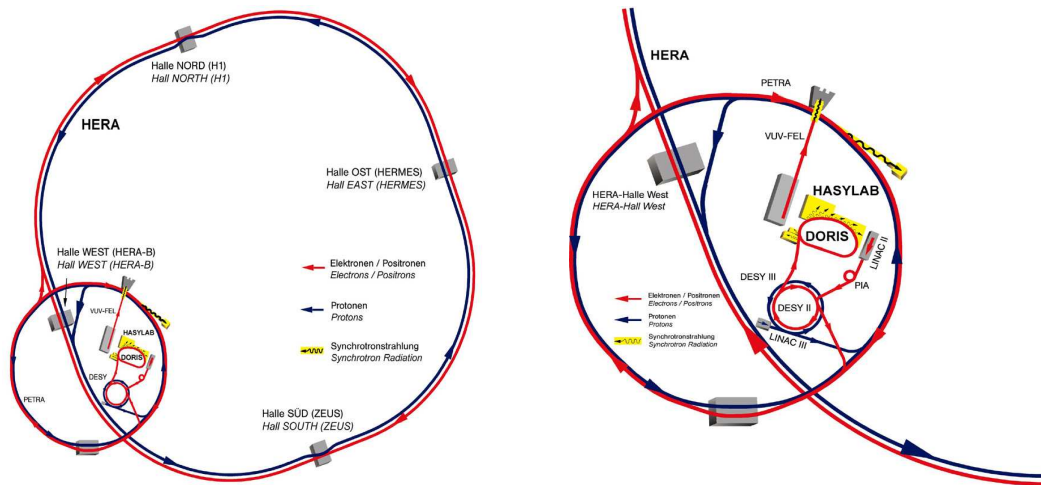 Halle NORD (H1)
Hall NORTH (H1)
HERA
Halle OST (HERMES)
Hall EAST (HERMES)
Halle WEST (HERA-B)
Hall WEST (HERA-B)
Elektronen / Positronen
Electrons / Positrons
Protonen
Protons
Synchrotronstrahlung
Synchrotron Radiation
VUV-FEL
HASYLAB
DORIS
DESY
PETRA
Halle SÜD (ZEUS)
Hall SOUTH (ZEUS)
HERA
PETRA
VUV-FEL
HERA-Halle West
HERA-Hall West
HASYLAB
DORIS
LINAC II
DESY III
PIA
DESY II
LINAC III
Elektronen / Positronen
Electrons / Positrons
Protonen
Protons
Synchrotronstrahlung
Synchrotron Radiation